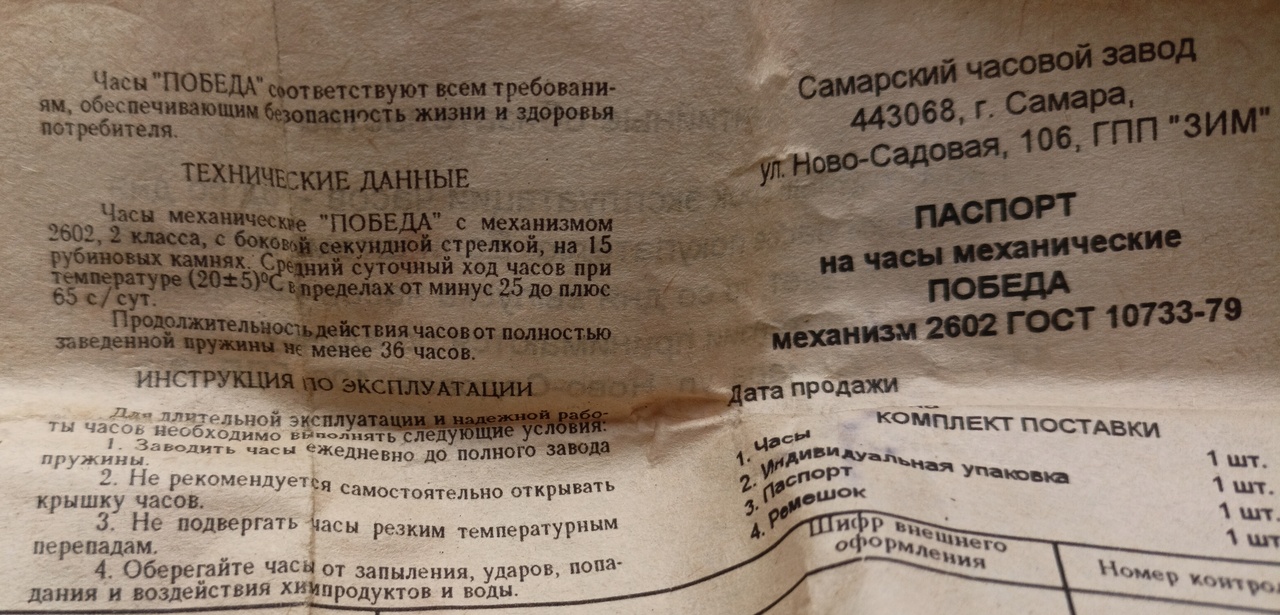 Часы "ПОБЕДА" соответствуют всем требовани-
ям, обеспечивающим безопасность жизни и здоровья
потребителя.
ТЕХНИЧЕСКИЕ ДАННЫЕ
Часы механические "ПОБЕДА" с механизмом
2602, 2 класса, с боковой секундной стрелкой, на 15
рубиновых камнях. Средний суточный ход часов при
температуре (20±5)°С в пределах от минус 25 до плюс
65 с/сут.
Продолжительность действия часов от полностью
заведенной пружины не менее 36 часов.
ИНСТРУКЦИЯ ПО ЭКСПЛУАТАЦИИ
Для длительной эксплуатации и надежной рабо-
ты часов необходимо выполнять следующие условия:
1. Заводить часы ежедневно до полного завода
пружины.
2. Не рекомендуется самостоятельно открывать
крышку часов.
3. Не подвергать часы резким температурным
перепадам.
4. Оберегайте часы от запыления, ударов, попа-
дания и воздействия химпродуктов и воды.
Самарский часовой завод
443068, г. Самара,
ул. Ново-Садовая, 106, ГПП "ЗИМ"
ПАСПОРТ
на часы механические
ПОБЕДА
механизм 2602 ГОСТ 10733-79
Дата продажи
КОМПЛЕКТ ПОСТАВКИ
1. Часы 1 шт.
2. Индивидуальная упаковка 1 шт.
3. Паспорт 1 шт.
4. Ремешок 1 шт
Шифр внешнего
оформления
Номер контро